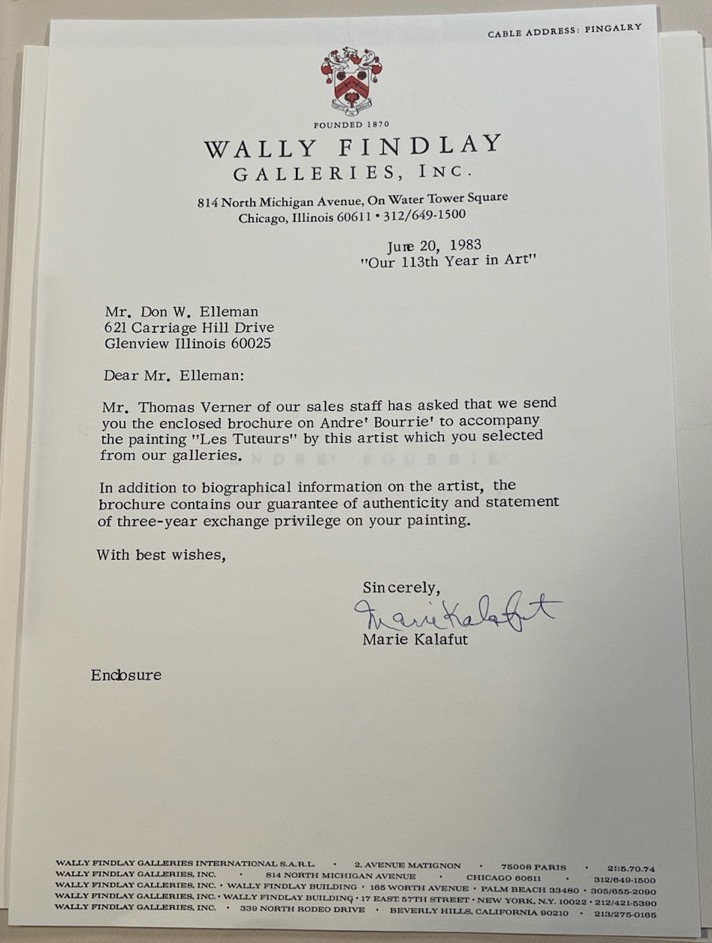 CABLE ADDRESS: FINGALRY
FOUNDED 1870
WALLY FINDLAY
GALLERIES, INC.
814 North Michigan Avenue, On Water Tower Square
Chicago, Illinois 60611 • 312/649-1500
June 20, 1983
"Our 113th Year in Art"
Mr. Don W. Elleman
621 Carriage Hill Drive
Glenview Illinois 60025
Dear Mr. Elleman:
Mr. Thomas Verner of our sales staff has asked that we send
you the enclosed brochure on Andre' Bourrie' to accompany
the painting "Les Tuteurs" by this artist which you selected
from our galleries.
ANDRE' BOURRIE'
In addition to biographical information on the artist, the
brochure contains our guarantee of authenticity and statement
of three-year exchange privilege on your painting.
With best wishes,
Sincerely,
Marie Kalafut
Marie Kalafut
Enclosure
WALLY FINDLAY GALLERIES INTERNATIONAL S.A.R.L. • 2, AVENUE MATIGNON • 75008 PARIS •
WALLY FINDLAY GALLERIES, INC. • 814 NORTH MICHIGAN AVENUE • CHICAGO 60611 • 312/649-1500
WALLY FINDLAY GALLERIES, INC. • WALLY FINDLAY BUILDING • 165 WORTH AVENUE • PALM BEACH 33480 • 305/655-2090
WALLY FINDLAY GALLERIES, INC. • WALLY FINDLAY BUILDING • 17 EAST 57TH STREET • NEW YORK, N.Y. 10022 • 212/421-5390
WALLY FINDLAY GALLERIES, INC. • 339 NORTH RODEO DRIVE • BEVERLY HILLS, CALIFORNIA 90210 • 213/275-0165